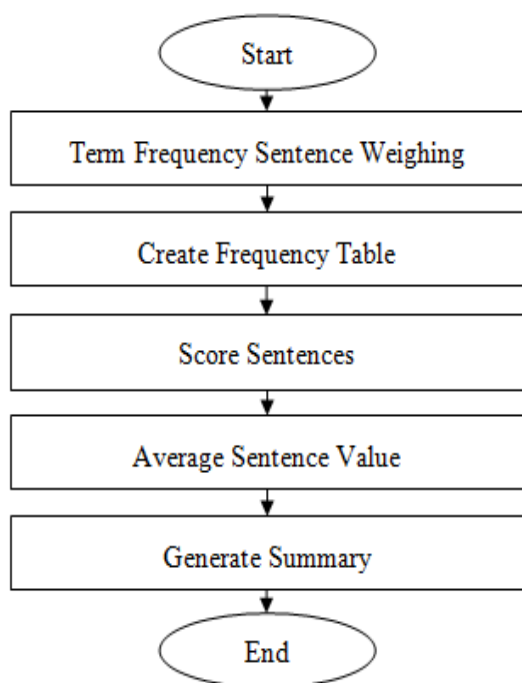 Start
Term Frequency Sentence Weighing
Create Frequency Table
Score Sentences
Average Sentence Value
Generate Summary
End